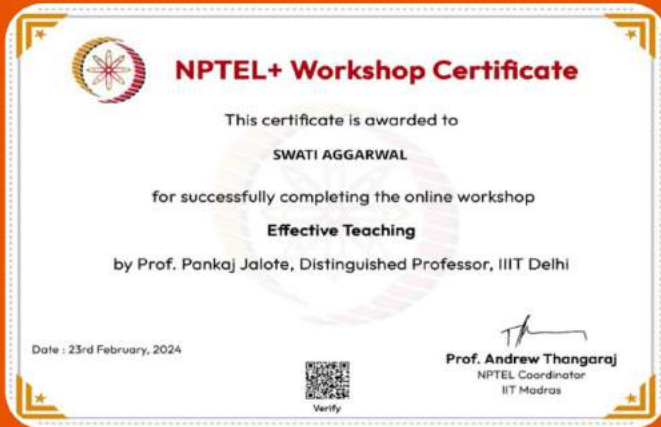 NPTEL+ Workshop Certificate
This certificate is awarded to
SWATI AGGARWAL
for successfully completing the online workshop
Effective Teaching
by Prof. Pankaj Jalote, Distinguished Professor, IIIT Delhi
Date : 23rd February, 2024
Verify
Prof. Andrew Thangaraj
NPTEL Coordinator
IIT Madras